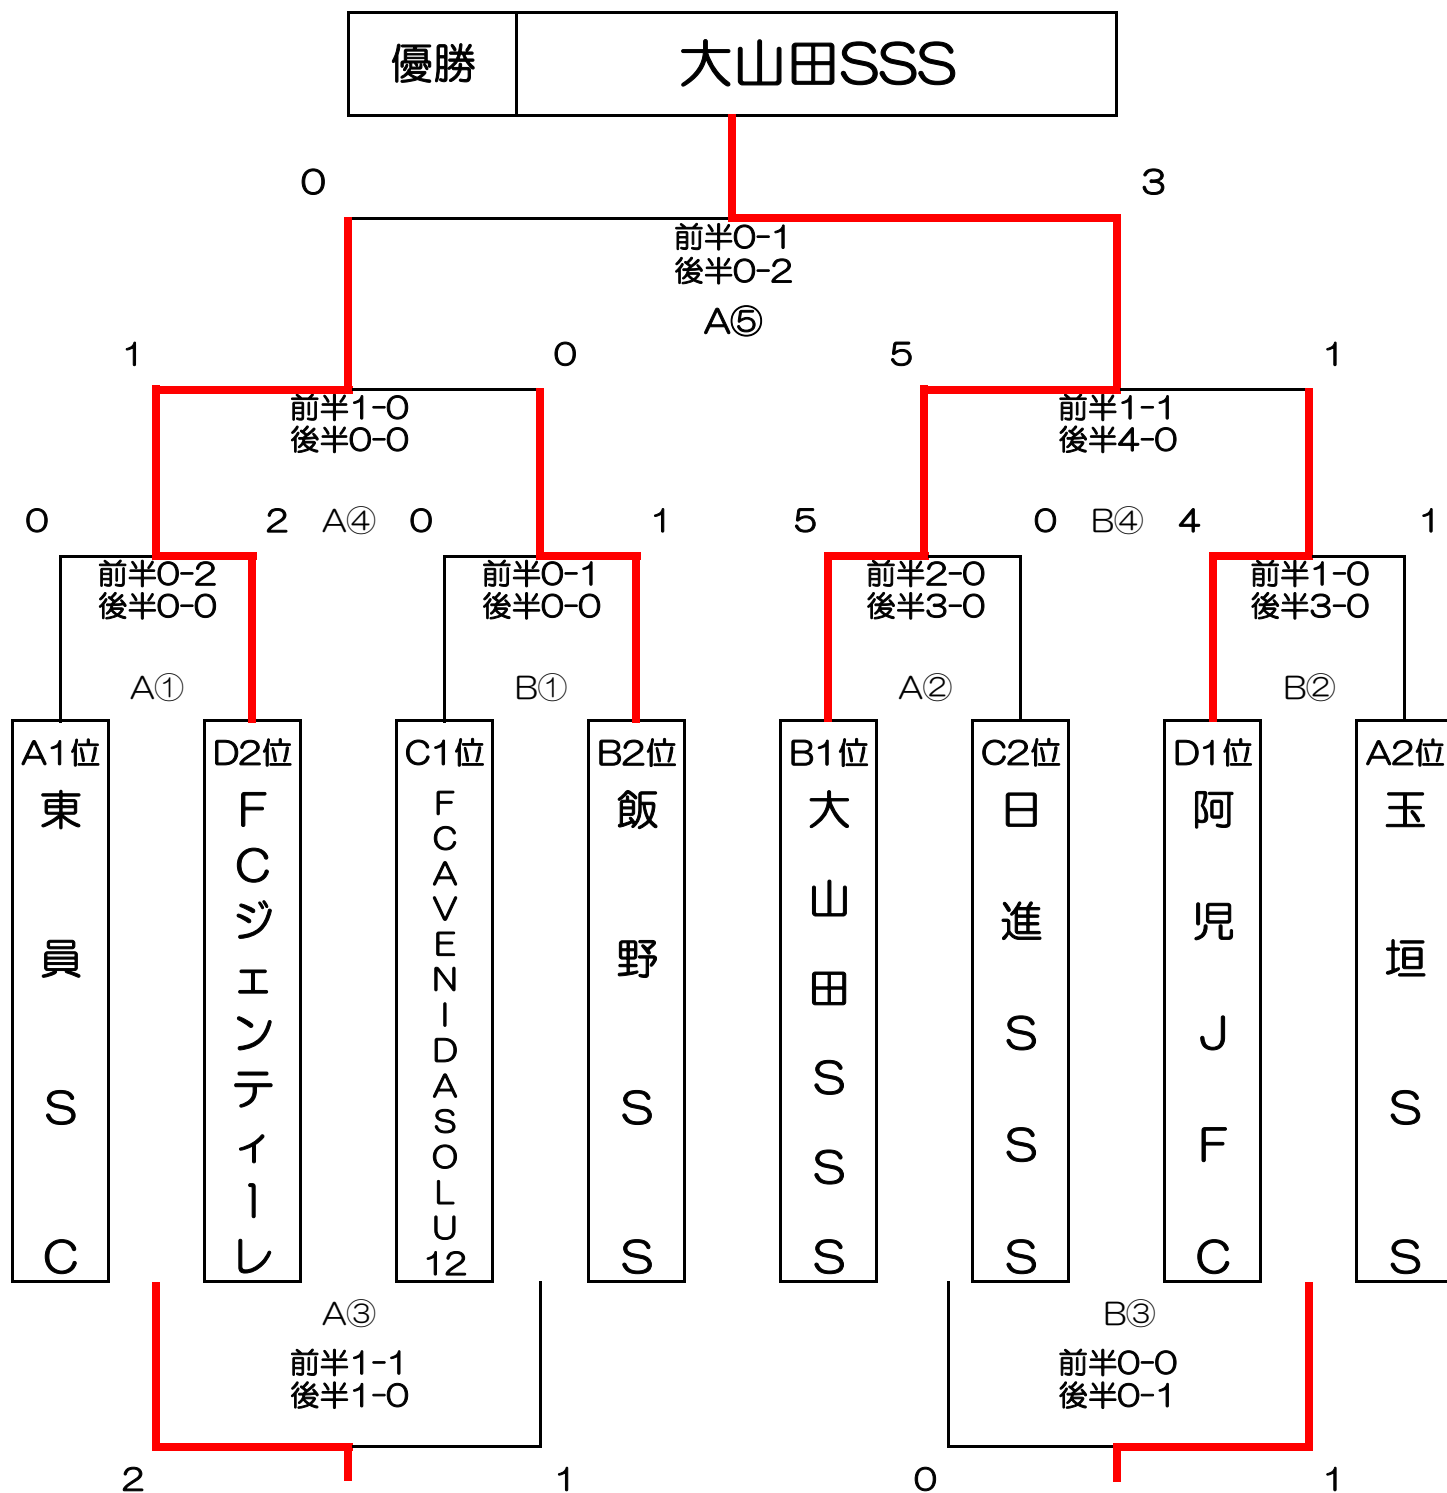 優勝 大山田SSS
0 3
前半0-1
後半0-2
A⑤
1 0 5 1
前半1-0 前半1-1
後半0-0 後半4-0
0 2 A④ 0 1 5 0 B④ 4 1
前半0-2 前半0-1 前半2-0 前半1-0
後半0-0 後半0-0 後半3-0 後半3-0
A① B① A② B②
A1位 D2位 C1位 B2位 B1位 C2位 D1位 A2位
東員SC
FCジェンティーレ
FCAVENIDASOLU12
飯野SS
大山田SSS
日進SSS
阿児JFC
玉垣SS
A③ B③
前半1-1 前半0-0
後半1-0 後半0-1
2 1 0 1